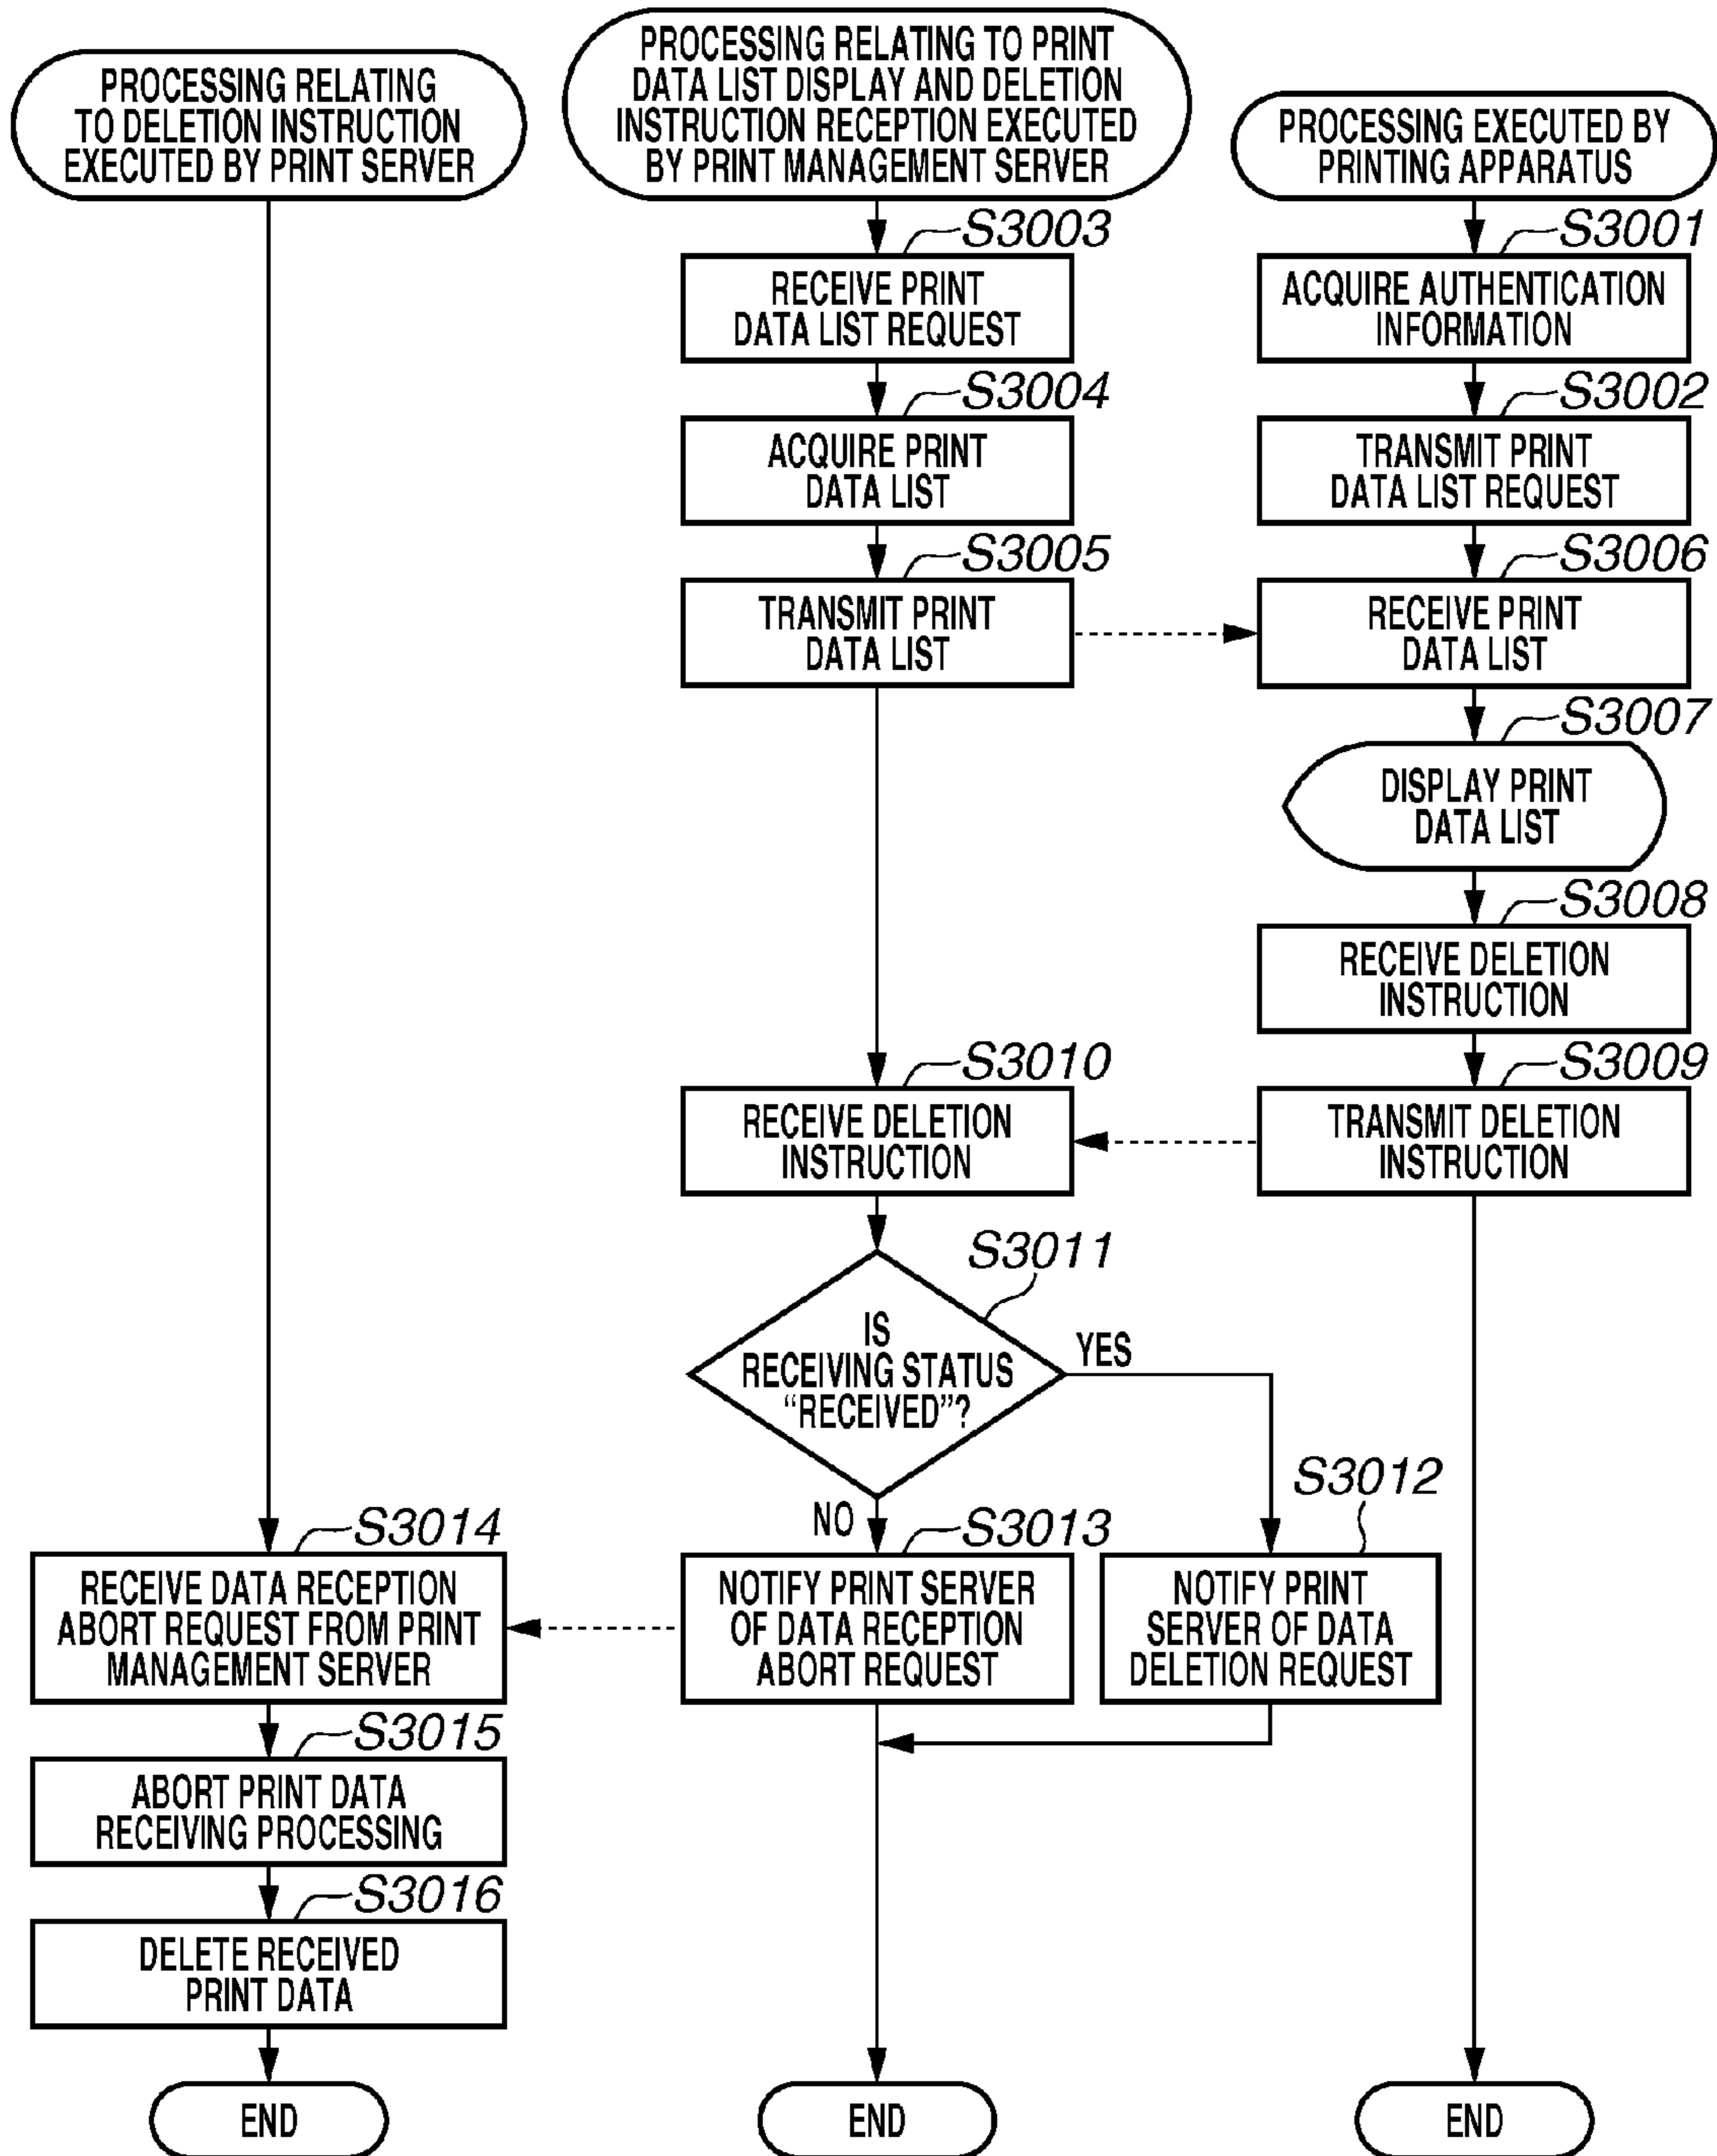 PROCESSING RELATING
TO DELETION INSTRUCTION
EXECUTED BY PRINT SERVER
PROCESSING RELATING TO PRINT
DATA LIST DISPLAY AND DELETION
INSTRUCTION RECEPTION EXECUTED
BY PRINT MANAGEMENT SERVER
PROCESSING EXECUTED BY
PRINTING APPARATUS
S3003
RECEIVE PRINT
DATA LIST REQUEST
S3001
ACQUIRE AUTHENTICATION
INFORMATION
S3004
ACQUIRE PRINT
DATA LIST
S3002
TRANSMIT PRINT
DATA LIST REQUEST
S3005
TRANSMIT PRINT
DATA LIST
S3006
RECEIVE PRINT
DATA LIST
S3007
DISPLAY PRINT
DATA LIST
S3008
RECEIVE DELETION
INSTRUCTION
S3010
RECEIVE DELETION
INSTRUCTION
S3009
TRANSMIT DELETION
INSTRUCTION
S3011
IS
RECEIVING STATUS
“RECEIVED”?
YES
NO
S3014
RECEIVE DATA RECEPTION
ABORT REQUEST FROM PRINT
MANAGEMENT SERVER
S3013
NOTIFY PRINT SERVER
OF DATA RECEPTION
ABORT REQUEST
S3012
NOTIFY PRINT
SERVER OF DATA
DELETION REQUEST
S3015
ABORT PRINT DATA
RECEIVING PROCESSING
S3016
DELETE RECEIVED
PRINT DATA
END
END
END